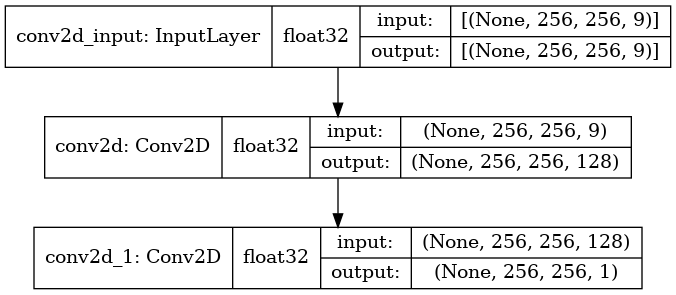 conv2d_input: InputLayer float32 input: [(None, 256, 256, 9)]
output: [(None, 256, 256, 9)]
conv2d: Conv2D float32 input: (None, 256, 256, 9)
output: (None, 256, 256, 128)
conv2d_1: Conv2D float32 input: (None, 256, 256, 128)
output: (None, 256, 256, 1)